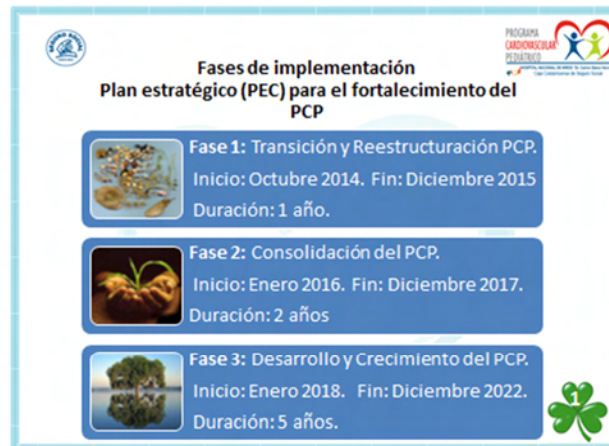 SEGURO SOCIAL
PROGRAMA
CARDIOVASCULAR
PEDIÁTRICO
Fases de implementación
Plan estratégico (PEC) para el fortalecimiento del
PCP
Fase 1: Transición y Reestructuración PCP.
Inicio: Octubre 2014. Fin: Diciembre 2015
Duración: 1 año.
Fase 2: Consolidación del PCP.
Inicio: Enero 2016. Fin: Diciembre 2017.
Duración: 2 años
Fase 3: Desarrollo y Crecimiento del PCP.
Inicio: Enero 2018. Fin: Diciembre 2022.
Duración: 5 años.
1